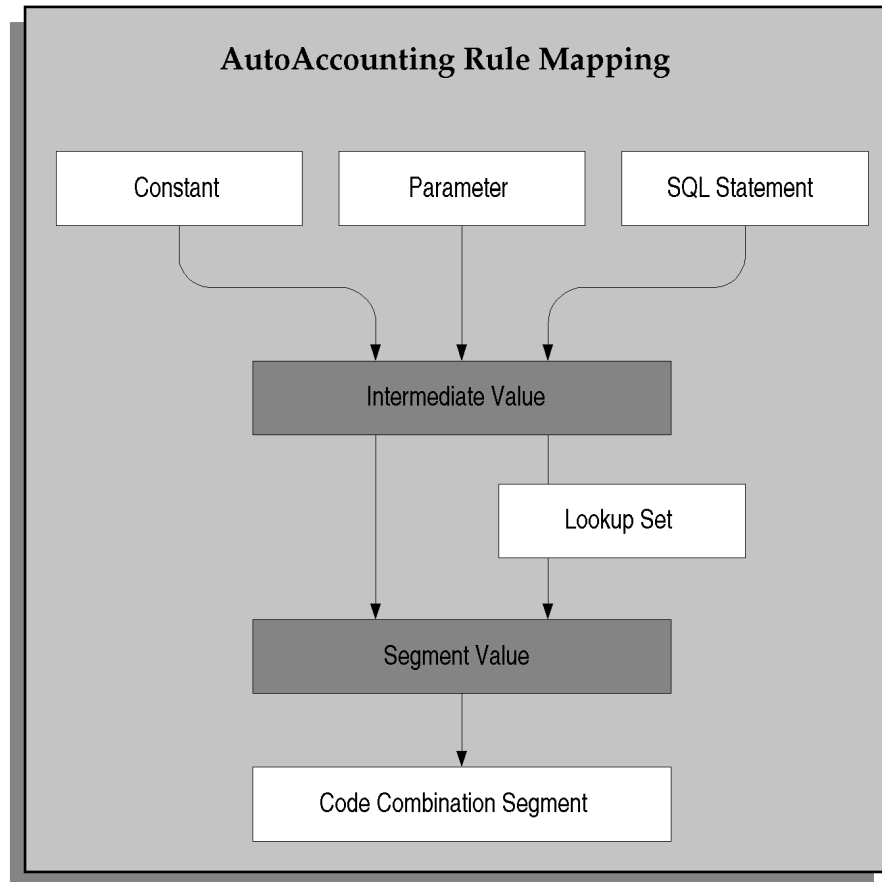 AutoAccounting Rule Mapping
Constant
Parameter
SQL Statement
Intermediate Value
Lookup Set
Segment Value
Code Combination Segment